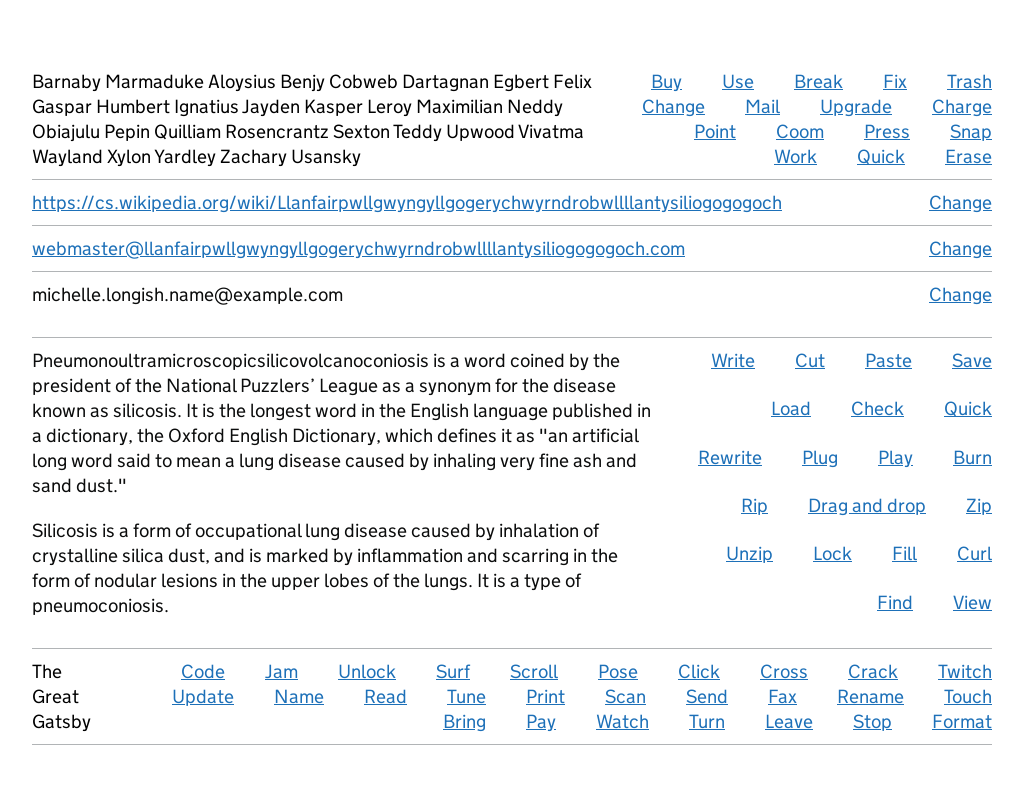 Barnaby Marmaduke Aloysius Benjy Cobweb Dartagnan Egbert Felix
Gaspar Humbert Ignatius Jayden Kasper Leroy Maximilian Neddy
Obiajulu Pepin Quilliam Rosencrantz Sexton Teddy Upwood Vivatma
Wayland Xylon Yardley Zachary Usansky
Buy Use Break Fix Trash
Change Mail Upgrade Charge
Point Coom Press Snap
Work Quick Erase
https://cs.wikipedia.org/wiki/Llanfairpwllgwyngyllgogerychwyrndrobwllllantysiliogogogoch Change
webmaster@llanfairpwllgwyngyllgogerychwyrndrobwllllantysiliogogogoch.com Change
michelle.longish.name@example.com Change
Pneumonoultramicroscopicsilicovolcanoconiosis is a word coined by the
president of the National Puzzlers’ League as a synonym for the disease
known as silicosis. It is the longest word in the English language published in
a dictionary, the Oxford English Dictionary, which defines it as "an artificial
long word said to mean a lung disease caused by inhaling very fine ash and
sand dust."
Silicosis is a form of occupational lung disease caused by inhalation of
crystalline silica dust, and is marked by inflammation and scarring in the
form of nodular lesions in the upper lobes of the lungs. It is a type of
pneumoconiosis.
Write Cut Paste Save
Load Check Quick
Rewrite Plug Play Burn
Rip Drag and drop Zip
Unzip Lock Fill Curl
Find View
The
Great
Gatsby
Code Jam Unlock Surf Scroll Pose Click Cross Crack Twitch
Update Name Read Tune Print Scan Send Fax Rename Touch
Bring Pay Watch Turn Leave Stop Format